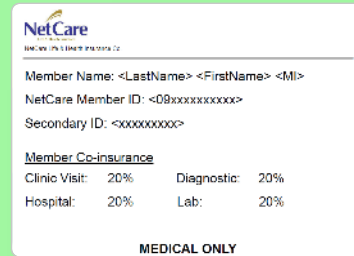 NetCare
NetCare Life & Health Insurance Co
Member Name: <LastName> <FirstName> <MI>
NetCare Member ID: <09xxxxxxxxxx>
Secondary ID: <xxxxxxxxx>
Member Co-insurance
Clinic Visit: 20% Diagnostic: 20%
Hospital: 20% Lab: 20%
MEDICAL ONLY